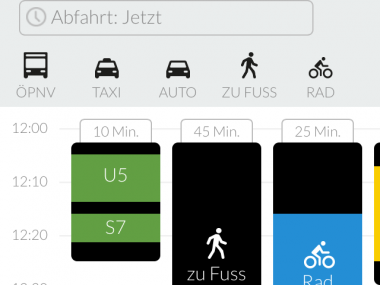 Abfahrt: Jetzt
ÖPNV TAXI AUTO ZU FUSS RAD
12:00 10 Min. 45 Min. 25 Min.
12:10 U5
S7
12:20
zu Fuss Rad